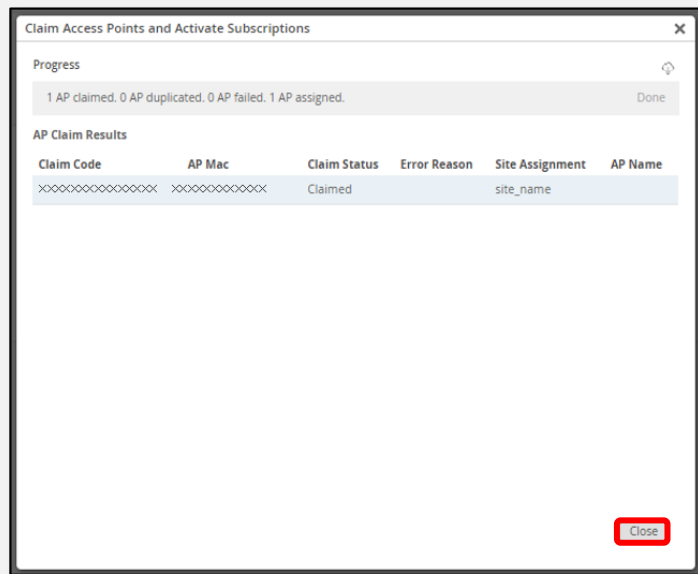 Claim Access Points and Activate Subscriptions
Progress
1 AP claimed. 0 AP duplicated. 0 AP failed. 1 AP assigned. Done
AP Claim Results
Claim Code AP Mac Claim Status Error Reason Site Assignment AP Name
XXXXXXXXXXXXXXXX XXXXXXXXXXXXX Claimed site_name
Close